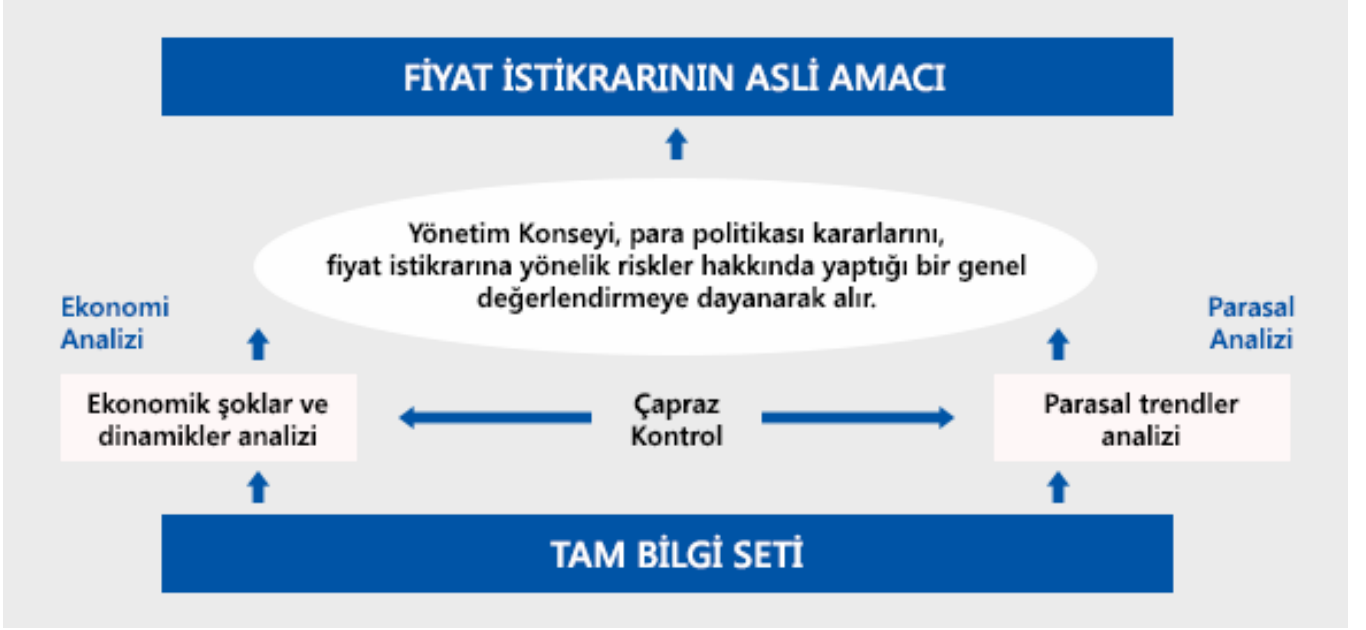 FİYAT İSTİKRARININ ASLİ AMACI
Yönetim Konseyi, para politikası kararlarını,
fiyat istikrarına yönelik riskler hakkında yaptığı bir genel
değerlendirmeye dayanarak alır.
Ekonomi
Analizi
Parasal
Analizi
Ekonomik şoklar ve
dinamikler analizi
Çapraz
Kontrol
Parasal trendler
analizi
TAM BİLGİ SETİ